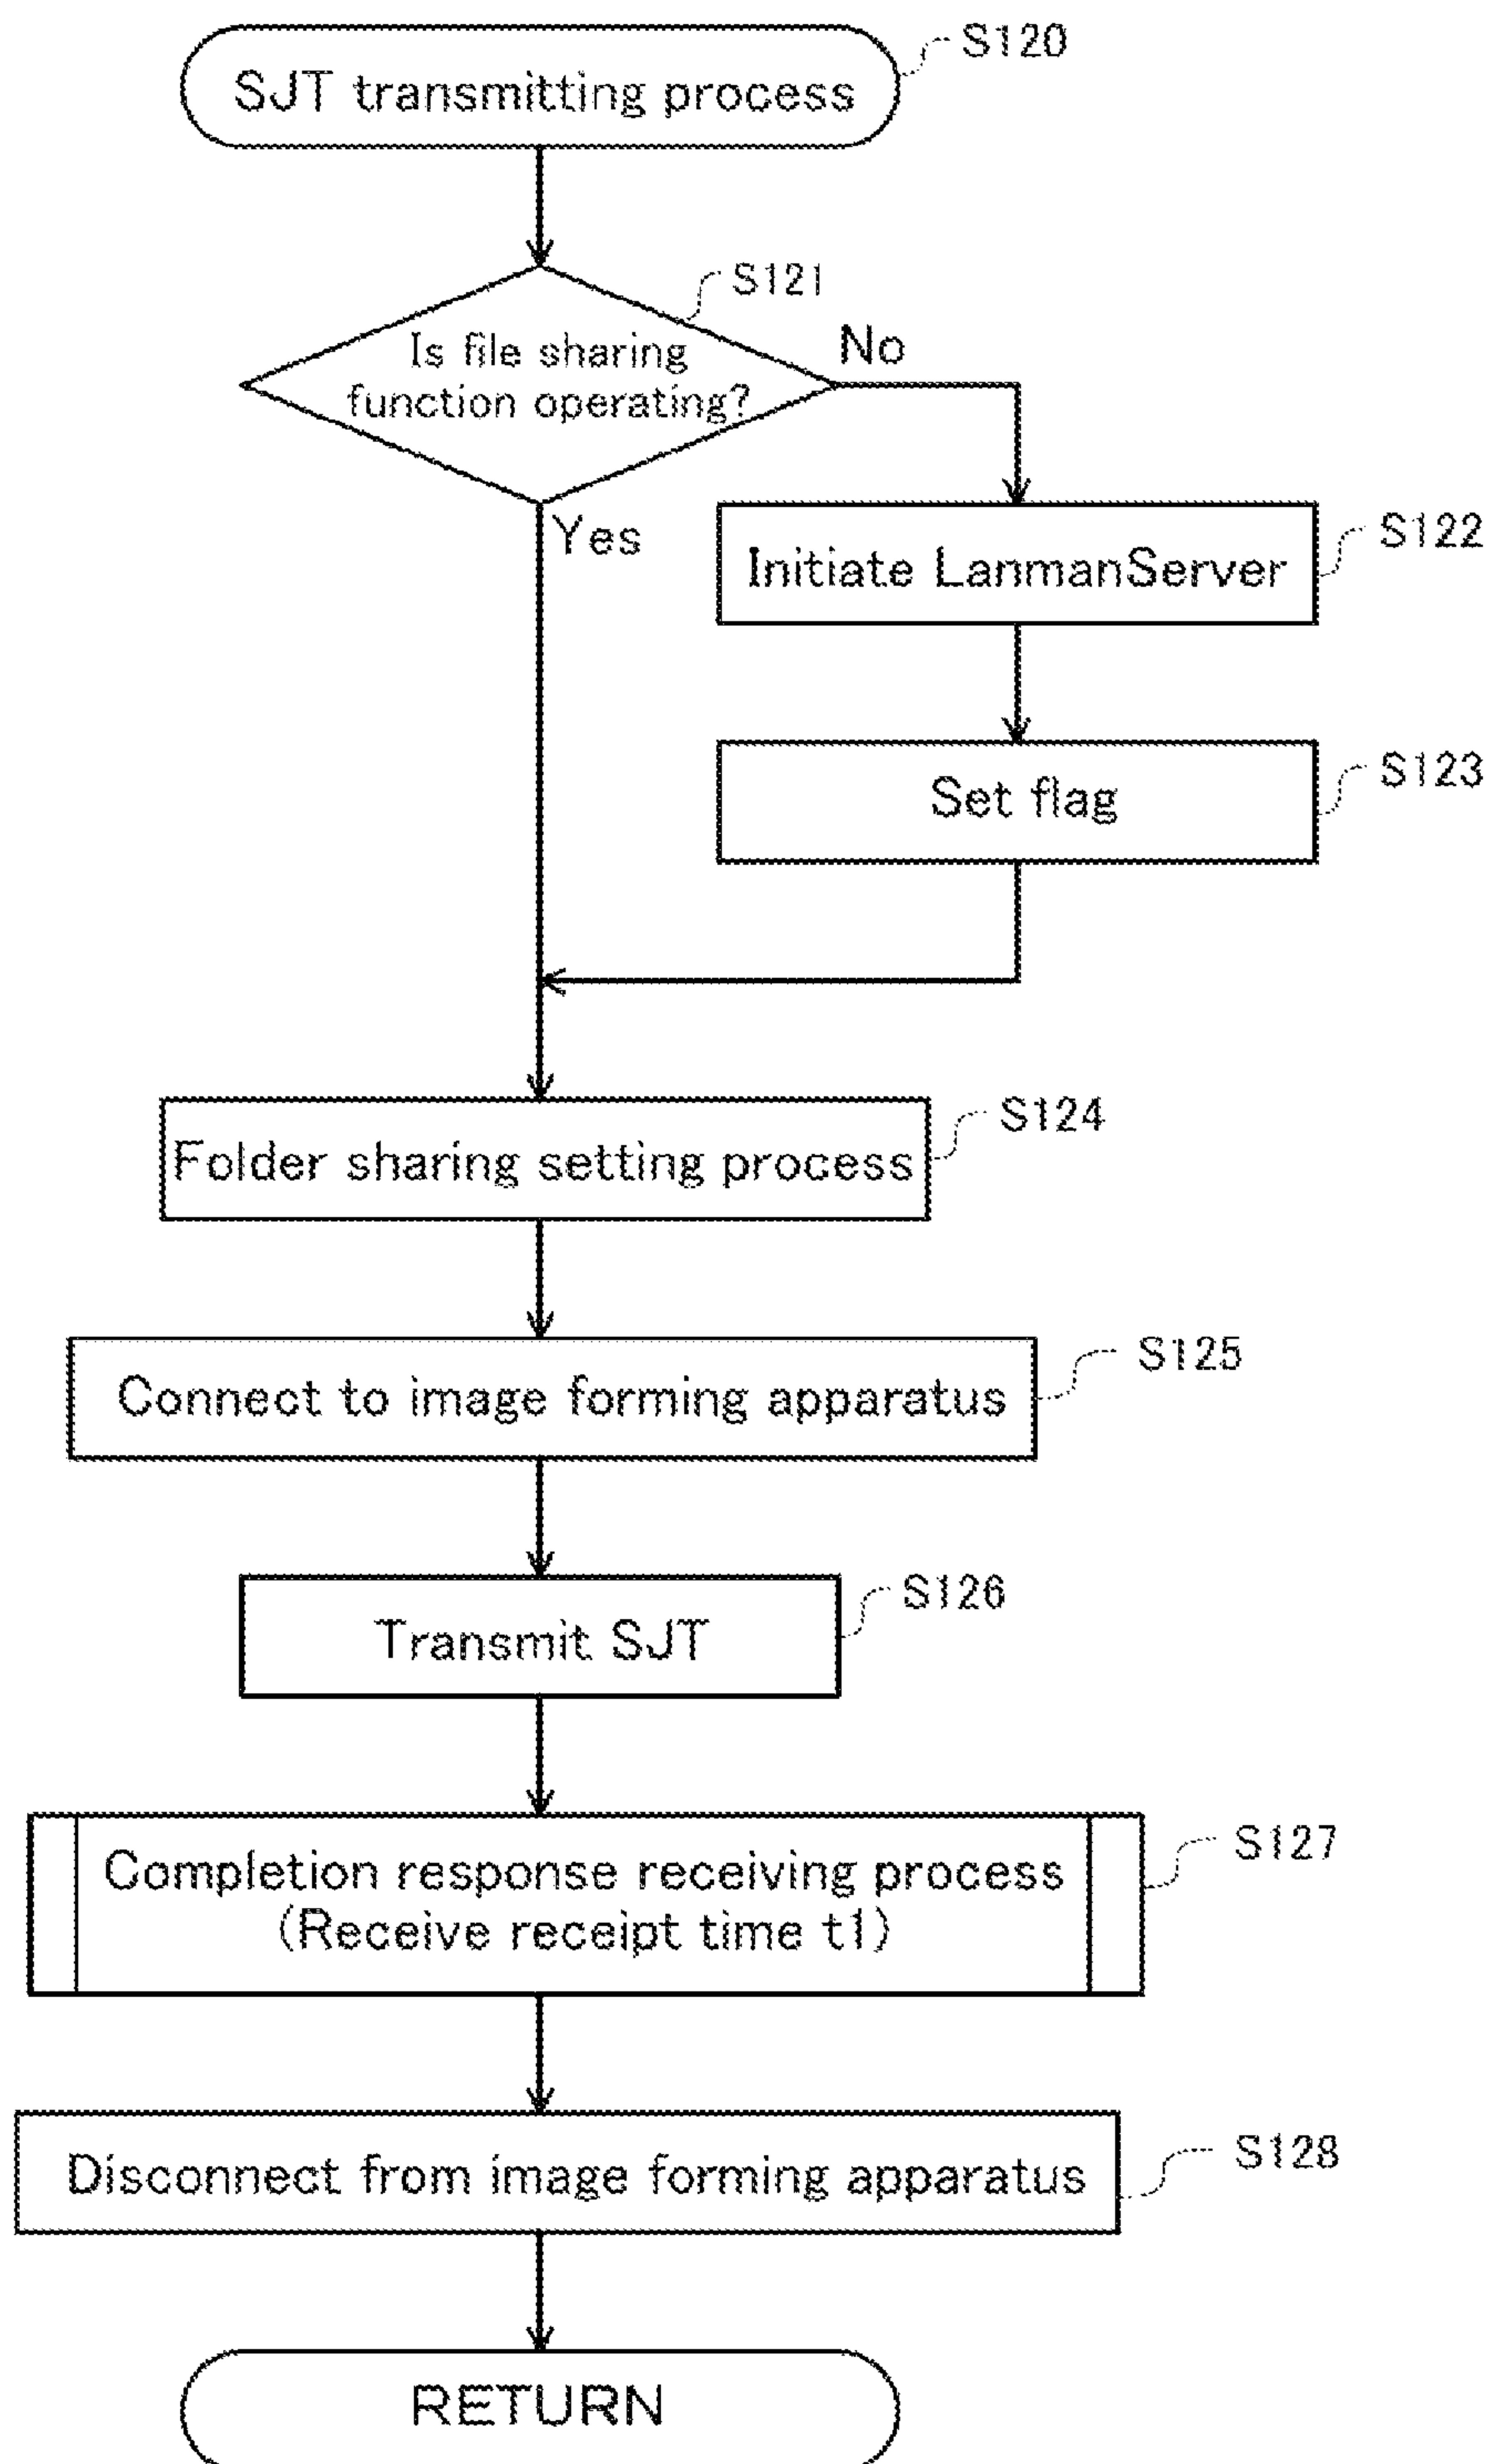 S120
SJT transmitting process
S121
Is file sharing
function operating?
No
Yes
S122
Initiate LanmanServer
S123
Set flag
S124
Folder sharing setting process
S125
Connect to image forming apparatus
S126
Transmit SJT
S127
Completion response receiving process
(Receive receipt time t1)
S128
Disconnect from image forming apparatus
RETURN